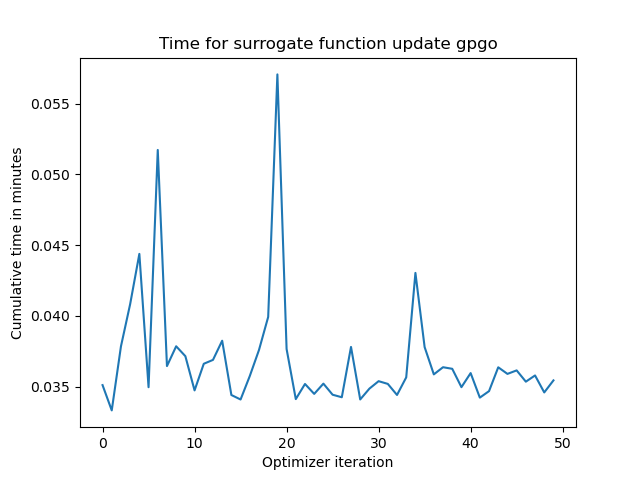 Time for surrogate function update gpgo
Cumulative time in minutes
0.055
0.050
0.045
0.040
0.035
0 10 20 30 40 50
Optimizer iteration